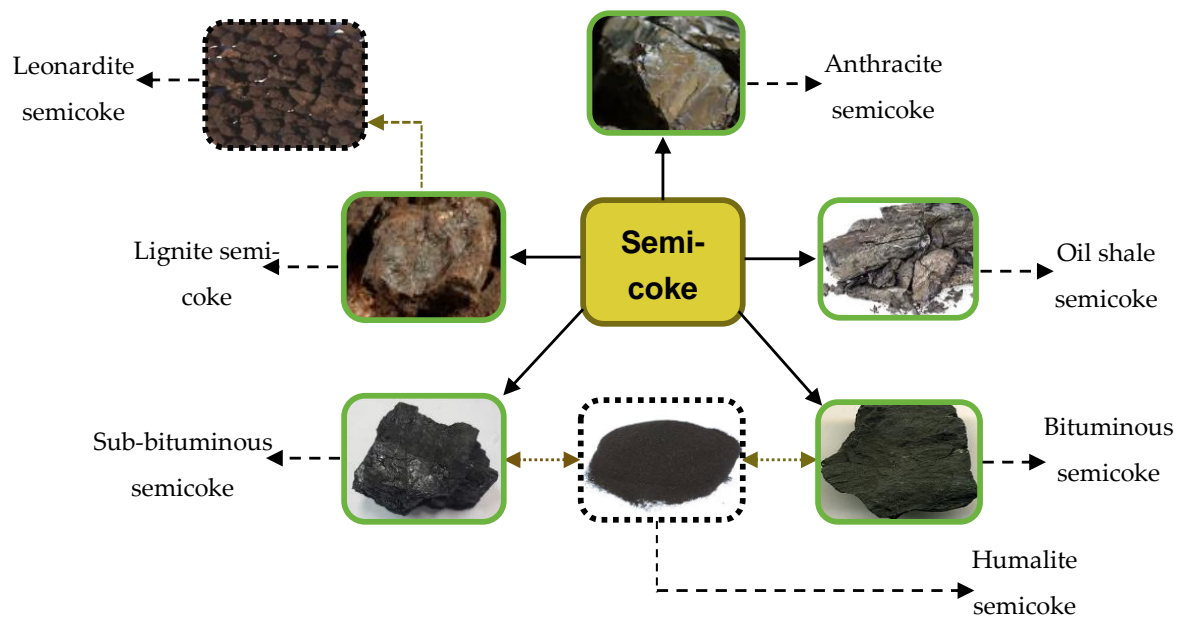 Leonardite
semicoke
Anthracite
semicoke
Lignite semi-
coke
Semi-
coke
Oil shale
semicoke
Sub-bituminous
semicoke
Bituminous
semicoke
Humalite
semicoke